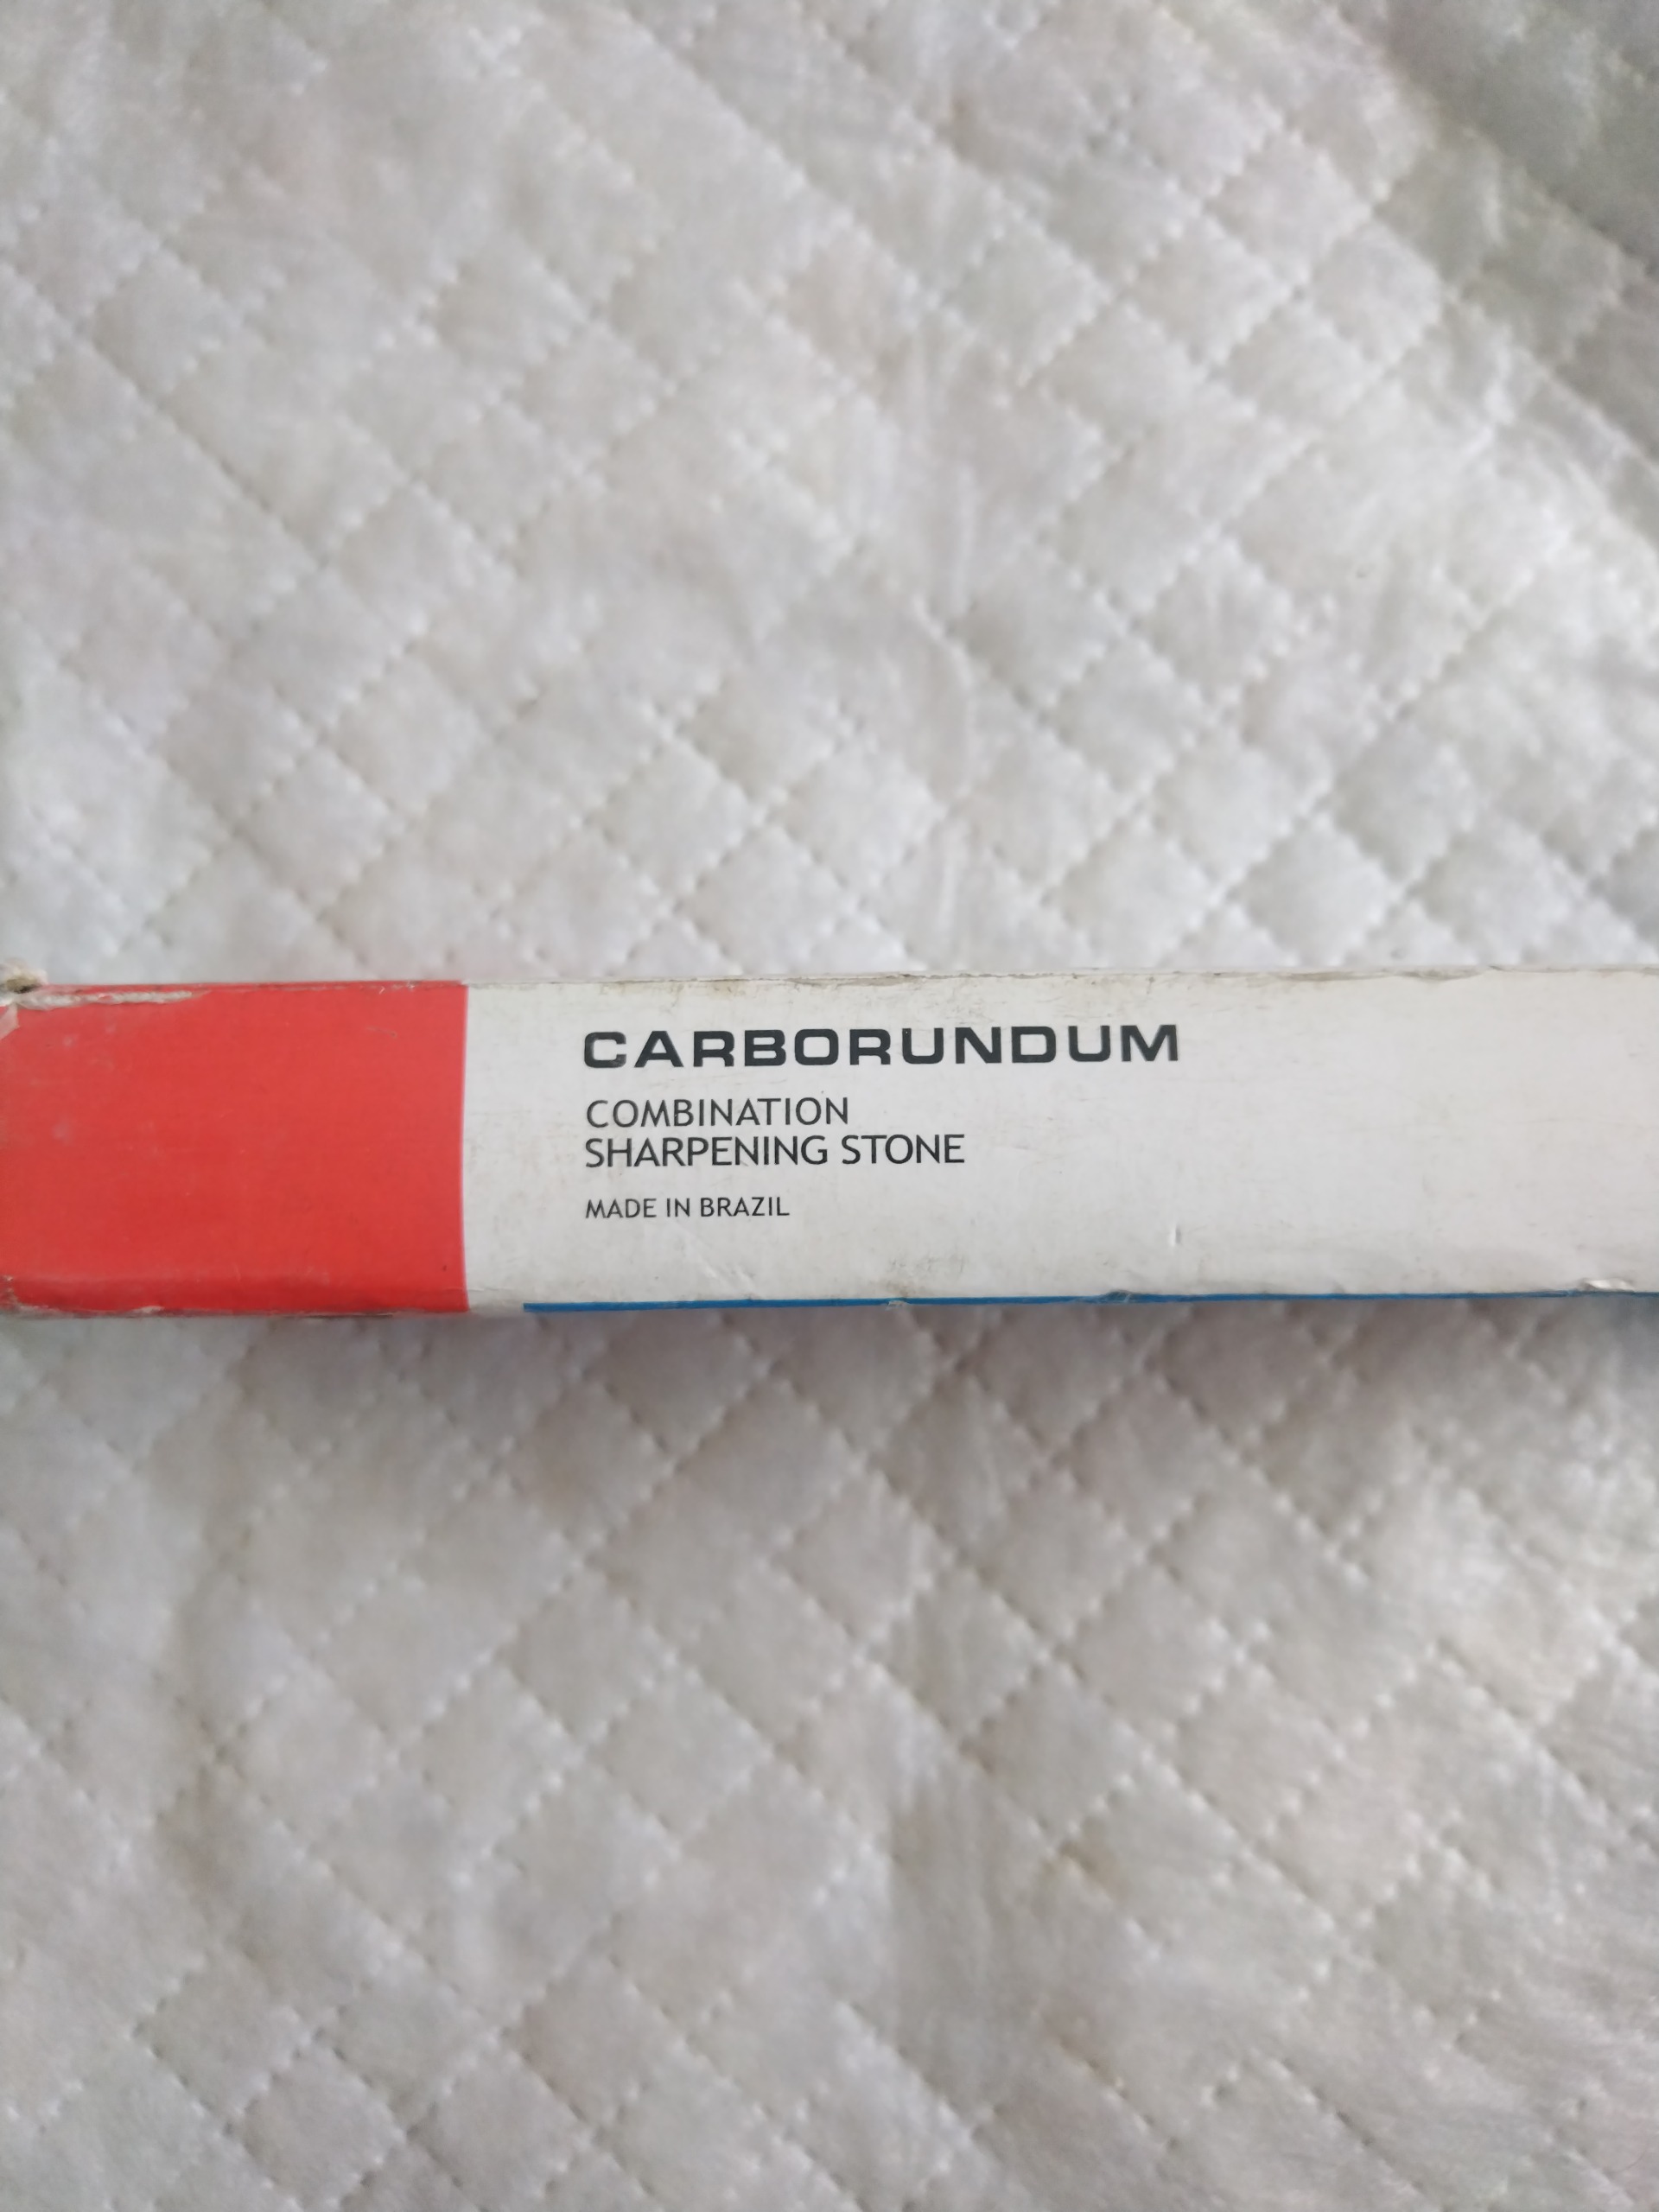 CARBORUNDUM
COMBINATION
SHARPENING STONE
MADE IN BRAZIL